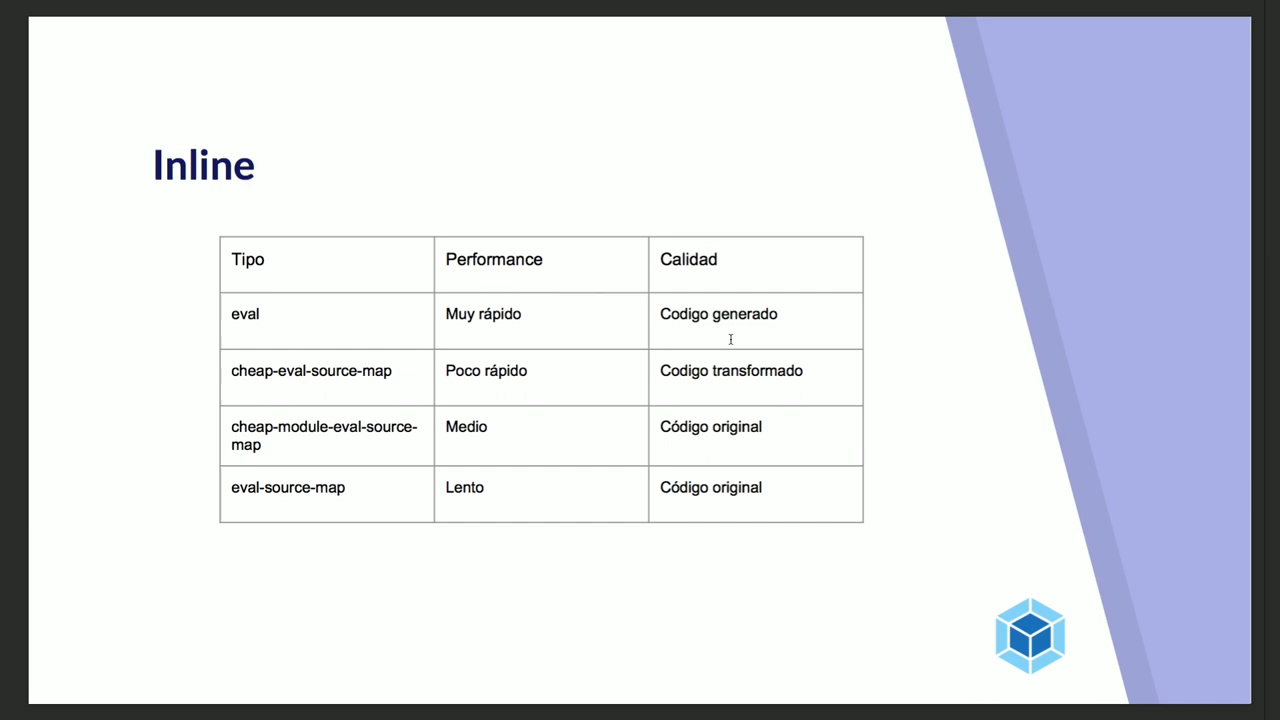 Inline
Tipo Performance Calidad
eval Muy rápido Codigo generado
cheap-eval-source-map Poco rápido Codigo transformado
cheap-module-eval-source- Medio Código original
map
eval-source-map Lento Código original